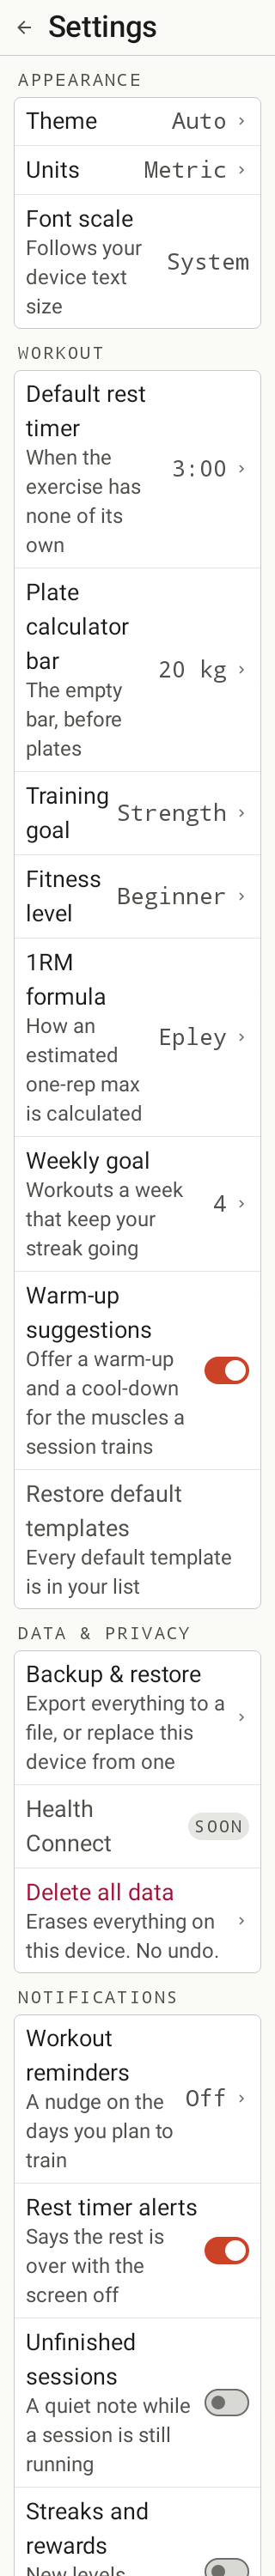 Settings
APPEARANCE
Theme
Auto
Units
Metric
Font scale
Follows your
device text
size
System
WORKOUT
Default rest
timer
When the
exercise has
none of its
own
3:00
Plate
calculator
bar
The empty
bar, before
plates
20 kg
Training
goal
Strength
Fitness
level
Beginner
1RM
formula
How an
estimated
one-rep max
is calculated
Epley
Weekly goal
Workouts a week
that keep your
streak going
4
Warm-up
suggestions
Offer a warm-up
and a cool-down
for the muscles a
session trains
Restore default
templates
Every default template
is in your list
DATA & PRIVACY
Backup & restore
Export everything to a
file, or replace this
device from one
Health
Connect
SOON
Delete all data
Erases everything on
this device. No undo.
NOTIFICATIONS
Workout
reminders
A nudge on the
days you plan to
train
Off
Rest timer alerts
Says the rest is
over with the
screen off
Unfinished
sessions
A quiet note while
a session is still
running
Streaks and
rewards
New levels